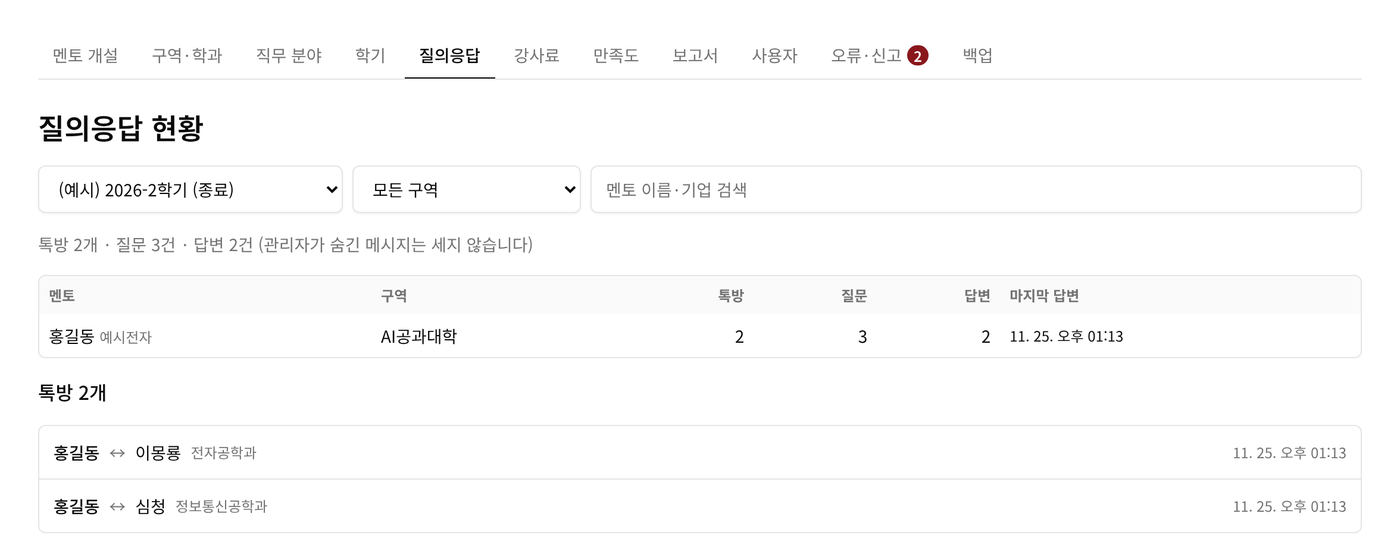 멘토 개설 구역·학과 직무 분야 학기 질의응답 강사료 만족도 보고서 사용자 오류·신고 2 백업
질의응답 현황
(예시) 2026-2학기 (종료) 모든 구역 멘토 이름·기업 검색
톡방 2개 · 질문 3건 · 답변 2건 (관리자가 숨긴 메시지는 세지 않습니다)
멘토 구역 톡방 질문 답변 마지막 답변
홍길동 예시전자 AI공과대학 2 3 2 11. 25. 오후 01:13
톡방 2개
홍길동 ↔ 이몽룡 전자공학과 11. 25. 오후 01:13
홍길동 ↔ 심청 정보통신공학과 11. 25. 오후 01:13